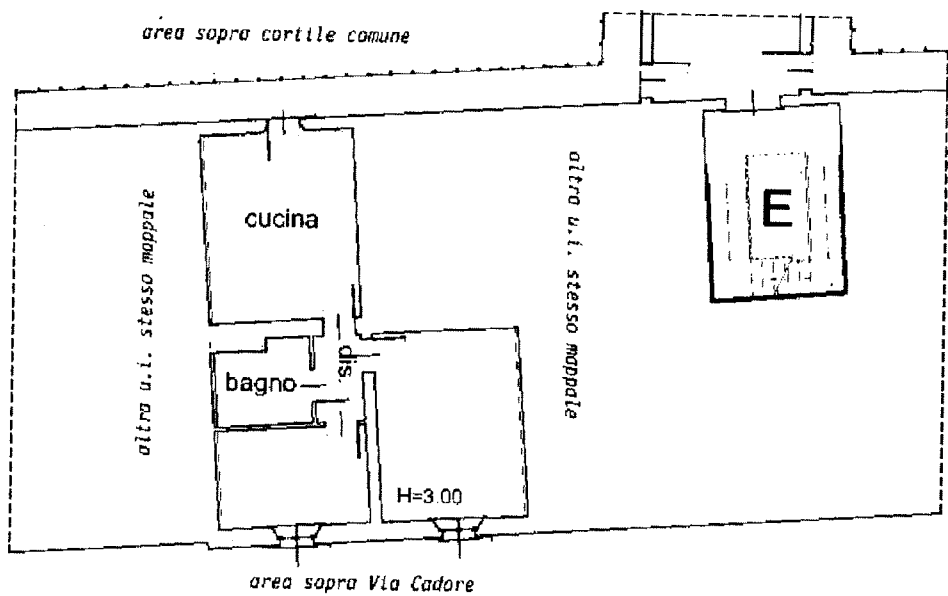 area sopra cortile comune
altra u.i. stesso mappale
cucina
altra u.i. stesso mappale
E
dis.
bagno
H=3.00
area sopra Via Cadore